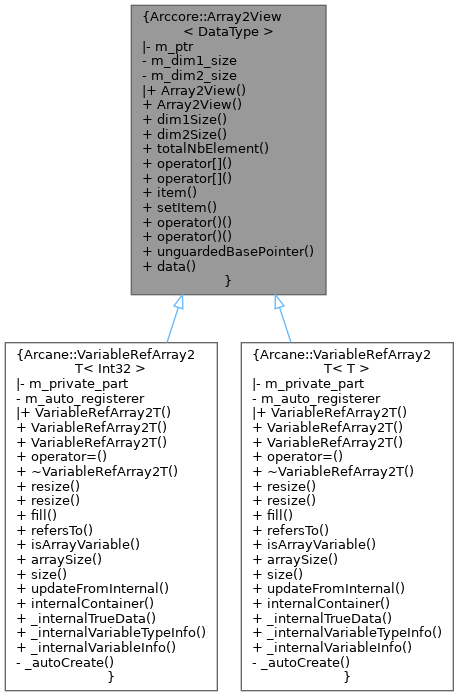 {Arccore::Array2View
< DataType >
|- m_ptr
- m_dim1_size
- m_dim2_size
|+ Array2View()
+ Array2View()
+ dim1Size()
+ dim2Size()
+ totalNbElement()
+ operator[]()
+ operator[]()
+ item()
+ setItem()
+ operator()()
+ operator()()
+ unguardedBasePointer()
+ data()
}
{Arcane::VariableRefArray2
T< Int32 >
|- m_private_part
- m_auto_registerer
|+ VariableRefArray2T()
+ VariableRefArray2T()
+ VariableRefArray2T()
+ operator=()
+ ~VariableRefArray2T()
+ resize()
+ resize()
+ fill()
+ refersTo()
+ isArrayVariable()
+ arraySize()
+ size()
+ updateFromInternal()
+ internalContainer()
+ _internalTrueData()
+ _internalVariableTypeInfo()
+ _internalVariableInfo()
- _autoCreate()
}
{Arcane::VariableRefArray2
T< T >
|- m_private_part
- m_auto_registerer
|+ VariableRefArray2T()
+ VariableRefArray2T()
+ VariableRefArray2T()
+ operator=()
+ ~VariableRefArray2T()
+ resize()
+ resize()
+ fill()
+ refersTo()
+ isArrayVariable()
+ arraySize()
+ size()
+ updateFromInternal()
+ internalContainer()
+ _internalTrueData()
+ _internalVariableTypeInfo()
+ _internalVariableInfo()
- _autoCreate()
}